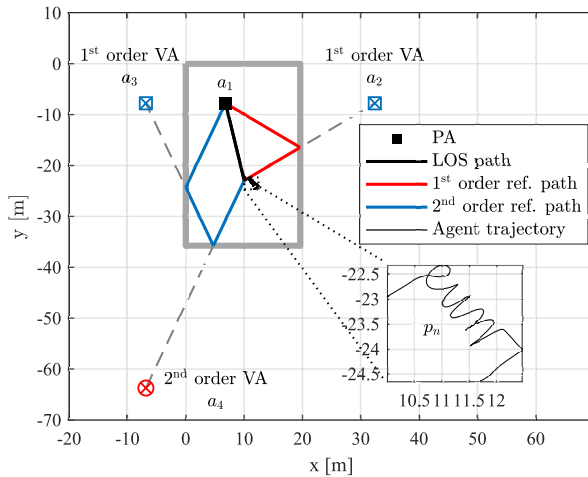 10
0
-10
-20
-30
-40
-50
-60
-70
y [m]
-20
-10
0
10
20
30
40
50
60
x [m]
1st order VA
a3
a1
1st order VA
a2
PA
LOS path
1st order ref. path
2nd order ref. path
Agent trajectory
-22.5
-23
-23.5
-24
-24.5
pn
10.5 11 11.5 12
2nd order VA
a4